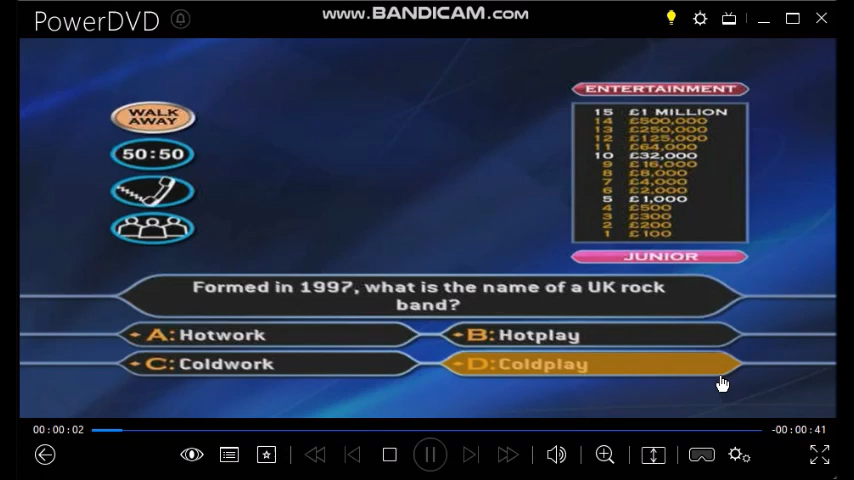 PowerDVD
www.BANDICAM.com
WALK
AWAY
50:50
ENTERTAINMENT
15 £1 MILLION
14 £500,000
13 £250,000
12 £125,000
11 £64,000
10 £32,000
9 £16,000
8 £8,000
7 £4,000
6 £2,000
5 £1,000
4 £500
3 £300
2 £200
1 £100
JUNIOR
Formed in 1997, what is the name of a UK rock
band?
A: Hotwork
B: Hotplay
C: Coldwork
D: Coldplay
00:00:02
-00:00:41